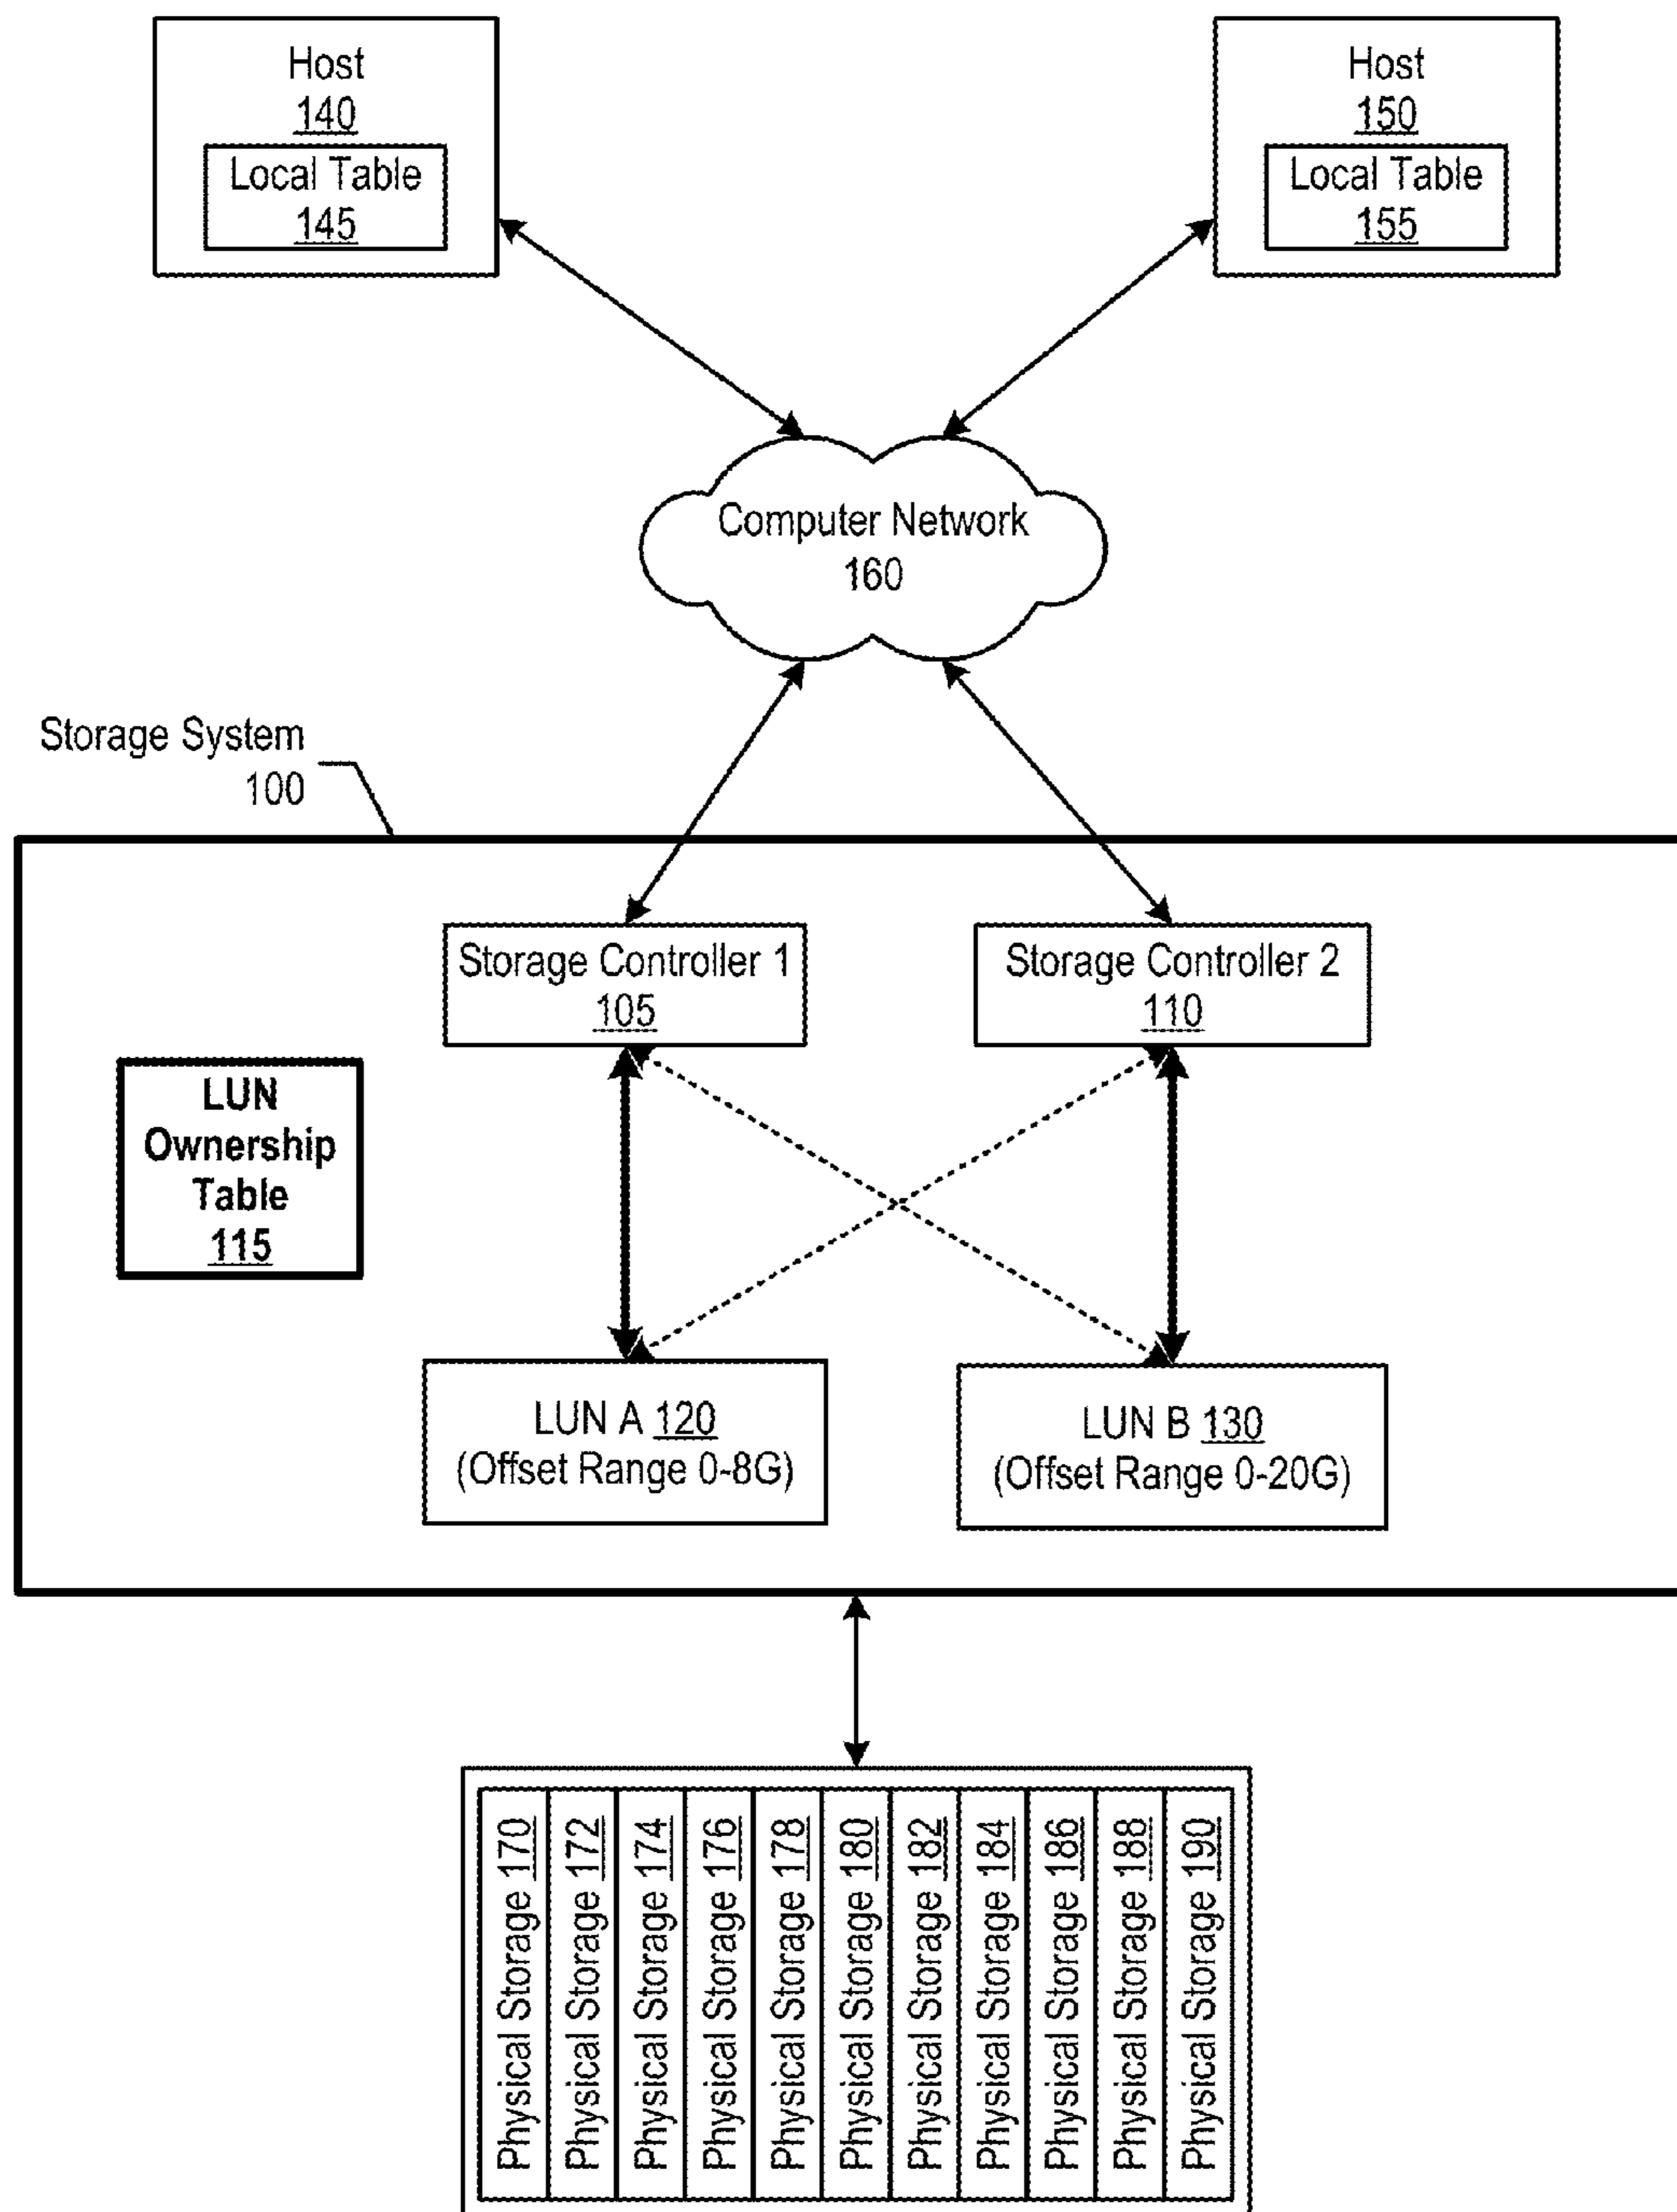 Host
140
Local Table
145
Host
150
Local Table
155
Computer Network
160
Storage System
100
Storage Controller 1
105
Storage Controller 2
110
LUN
Ownership
Table
115
LUN A 120
(Offset Range 0-8G)
LUN B 130
(Offset Range 0-20G)
Physical Storage 170
Physical Storage 172
Physical Storage 174
Physical Storage 176
Physical Storage 178
Physical Storage 180
Physical Storage 182
Physical Storage 184
Physical Storage 186
Physical Storage 188
Physical Storage 190